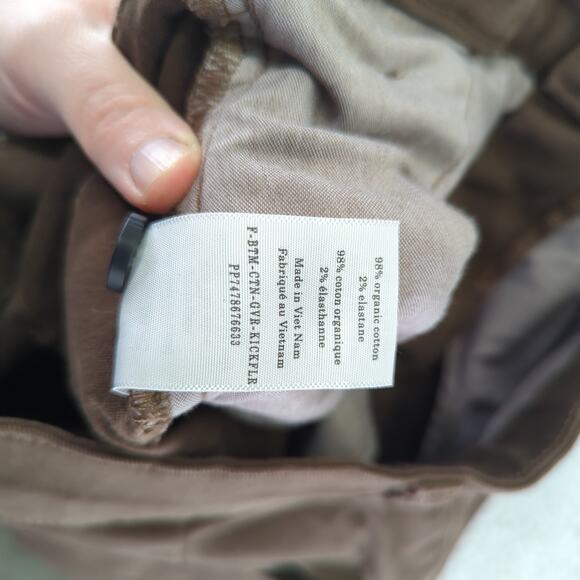 98% organic cotton
2% elastane
98% coton organique
2% élasthanne
Made in Viet Nam
Fabriqué au Vietnam
F-BTM-CTN-GVR-KICKFLR
PP7478676633